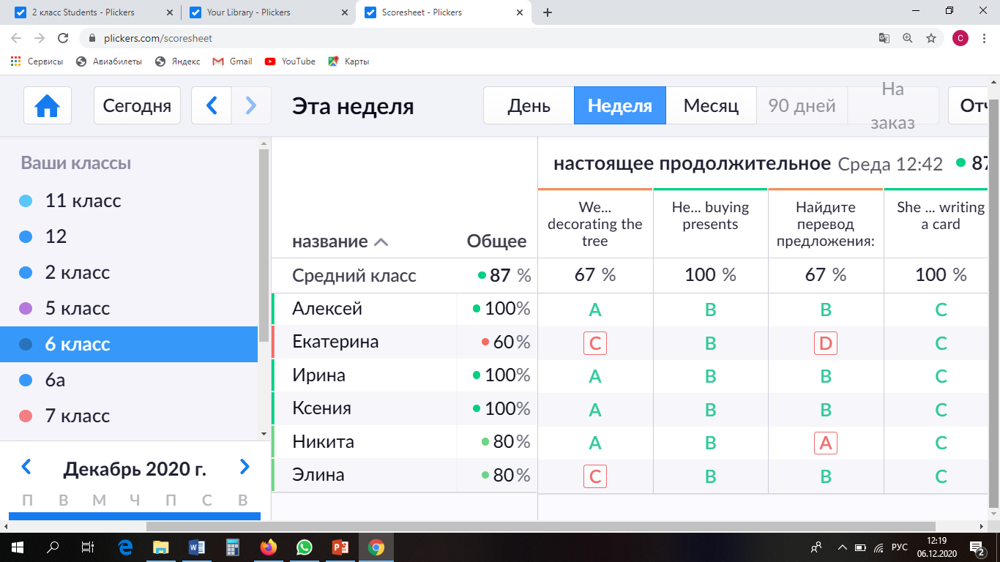 2 класс Students - Plickers
Your Library - Plickers
Scoresheet - Plickers
plickers.com/scoresheet
C
Сервисы
Авиабилеты
Яндекс
Gmail
YouTube
Карты
Сегодня
Эта неделя
День
Неделя
Месяц
90 дней
На
заказ
Отч
Ваши классы
11 класс
12
2 класс
5 класс
6 класс
6а
7 класс
Декабрь 2020 г.
П В М Ч П С В
настоящее продолжительное Среда 12:42 87
название Общее
We...
decorating the
tree
He... buying
presents
Найдите
перевод
предложения:
She ... writing
a card
Средний класс 87 % 67 % 100 % 67 % 100 %
Алексей 100% A B B C
Екатерина 60% C B D C
Ирина 100% A B B C
Ксения 100% A B B C
Никита 80% A B A C
Элина 80% C B B C
РУС
12:19
06.12.2020
2